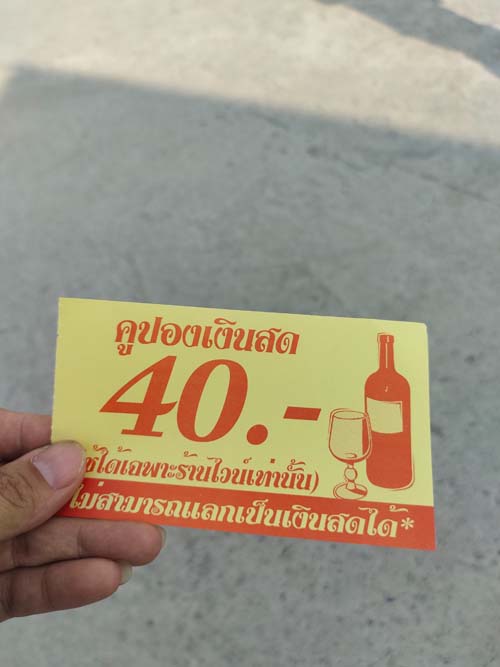 คูปองเงินสด
40.-
ใช้ได้เฉพาะร้านไวน์เท่านั้น)
ไม่สามารถแลกเป็นเงินสดได้*